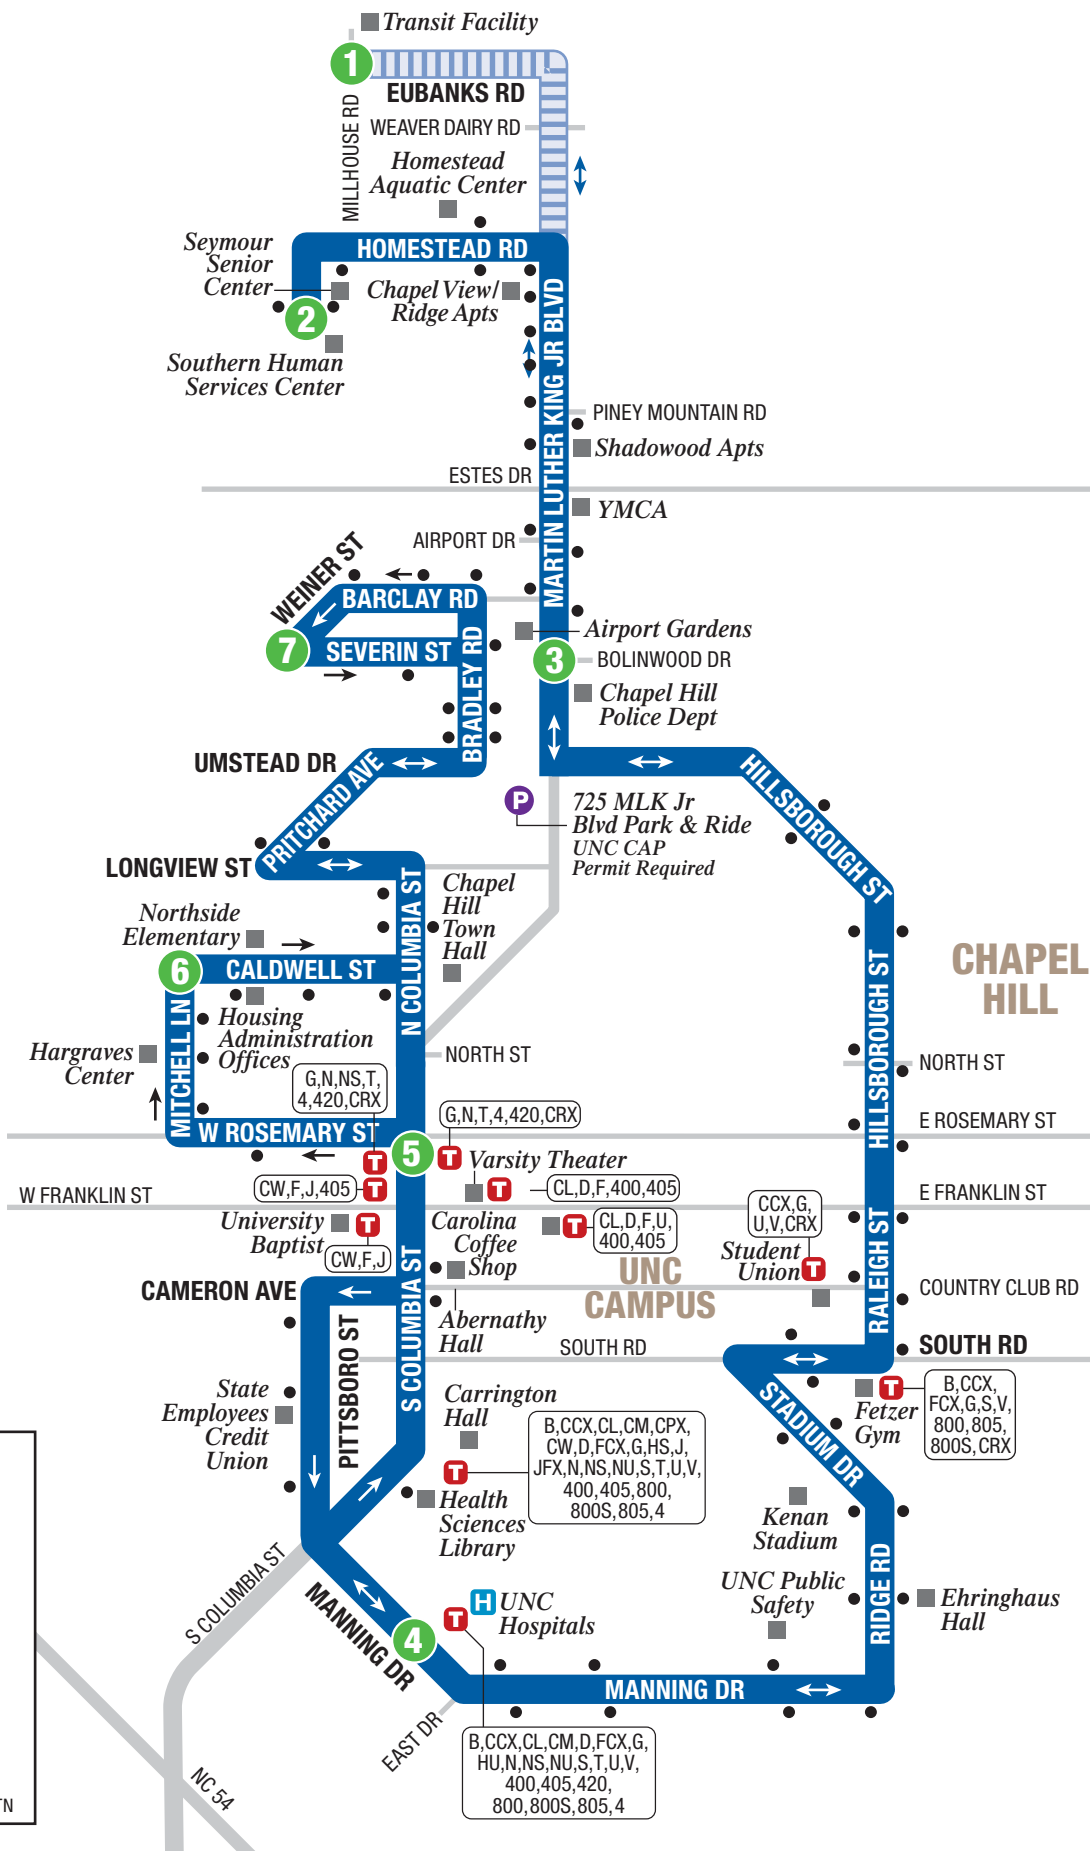 Transit Facility
1
EUBANKS RD
MILLHOUSE RD
WEAVER DAIRY RD
Homestead
Aquatic Center
Seymour
Senior
Center
HOMESTEAD RD
Chapel View/
Ridge Apts
2
Southern Human
Services Center
MARTIN LUTHER KING JR BLVD
PINEY MOUNTAIN RD
Shadowood Apts
ESTES DR
YMCA
AIRPORT DR
WEINER ST
BARCLAY RD
7
SEVERIN ST
BRADLEY RD
Airport Gardens
3
BOLINWOOD DR
Chapel Hill
Police Dept
UMSTEAD DR
PRITCHARD AVE
HILLSBOROUGH ST
P
725 MLK Jr
Blvd Park & Ride
UNC CAP
Permit Required
LONGVIEW ST
N COLUMBIA ST
Chapel
Hill
Town
Hall
Northside
Elementary
6
CALDWELL ST
HILLSBOROUGH ST
CHAPEL
HILL
Housing
Administration
Offices
Hargraves
Center
MITCHELL LN
NORTH ST
NORTH ST
G,N,NS,T,
4,420,CRX
G,N,T,4,420,CRX
W ROSEMARY ST
5
E ROSEMARY ST
T
T
Varsity Theater
CW,F,J,405
T
T
CL,D,F,400,405
W FRANKLIN ST
E FRANKLIN ST
University
Baptist
T
CW,F,J
Carolina
Coffee
Shop
T
CL,D,F,U,
400,405
CCX,G,
U,V,CRX
Student
Union
T
RALEIGH ST
UNC
CAMPUS
CAMERON AVE
COUNTRY CLUB RD
S COLUMBIA ST
Abernathy
Hall
PITTSBORO ST
SOUTH RD
SOUTH RD
State
Employees
Credit
Union
Carrington
Hall
STADIUM DR
Fetzer
Gym
T
B,CCX,
FCX,G,S,V,
800,805,
800S,CRX
T
B,CCX,CL,CM,CPX,
CW,D,FCX,G,HS,J,
JFX,N,NS,NU,S,T,U,V,
400,405,800,
800S,805,4
Health
Sciences
Library
Kenan
Stadium
S COLUMBIA ST
MANNING DR
4
T
H
UNC
Hospitals
UNC Public
Safety
RIDGE RD
Ehringhaus
Hall
MANNING DR
EAST DR
B,CCX,CL,CM,D,FCX,G,
HU,N,NS,NU,S,T,U,V,
400,405,420,
800,800S,805,4
NC 54
TN